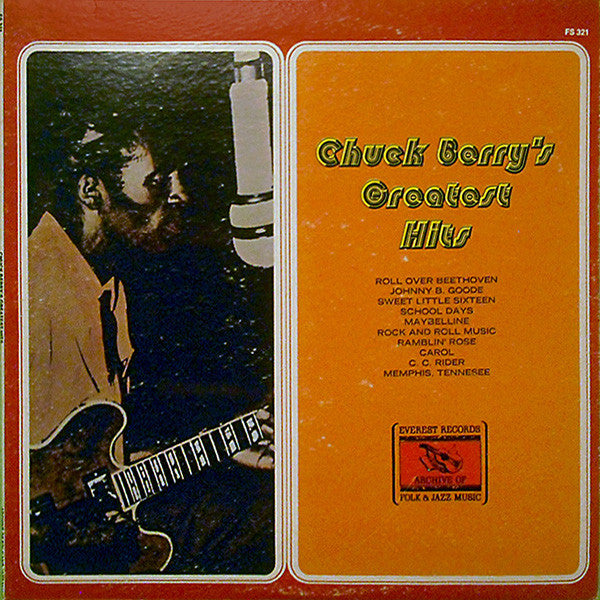 FS 321
Chuck Berry's
Greatest
Hits
ROLL OVER BEETHOVEN
JOHNNY B. GOODE
SWEET LITTLE SIXTEEN
SCHOOL DAYS
MAYBELLINE
ROCK AND ROLL MUSIC
RAMBLIN' ROSE
CAROL
C. C. RIDER
MEMPHIS, TENNESEE
EVEREST RECORDS
ARCHIVE OF
FOLK & JAZZ MUSIC